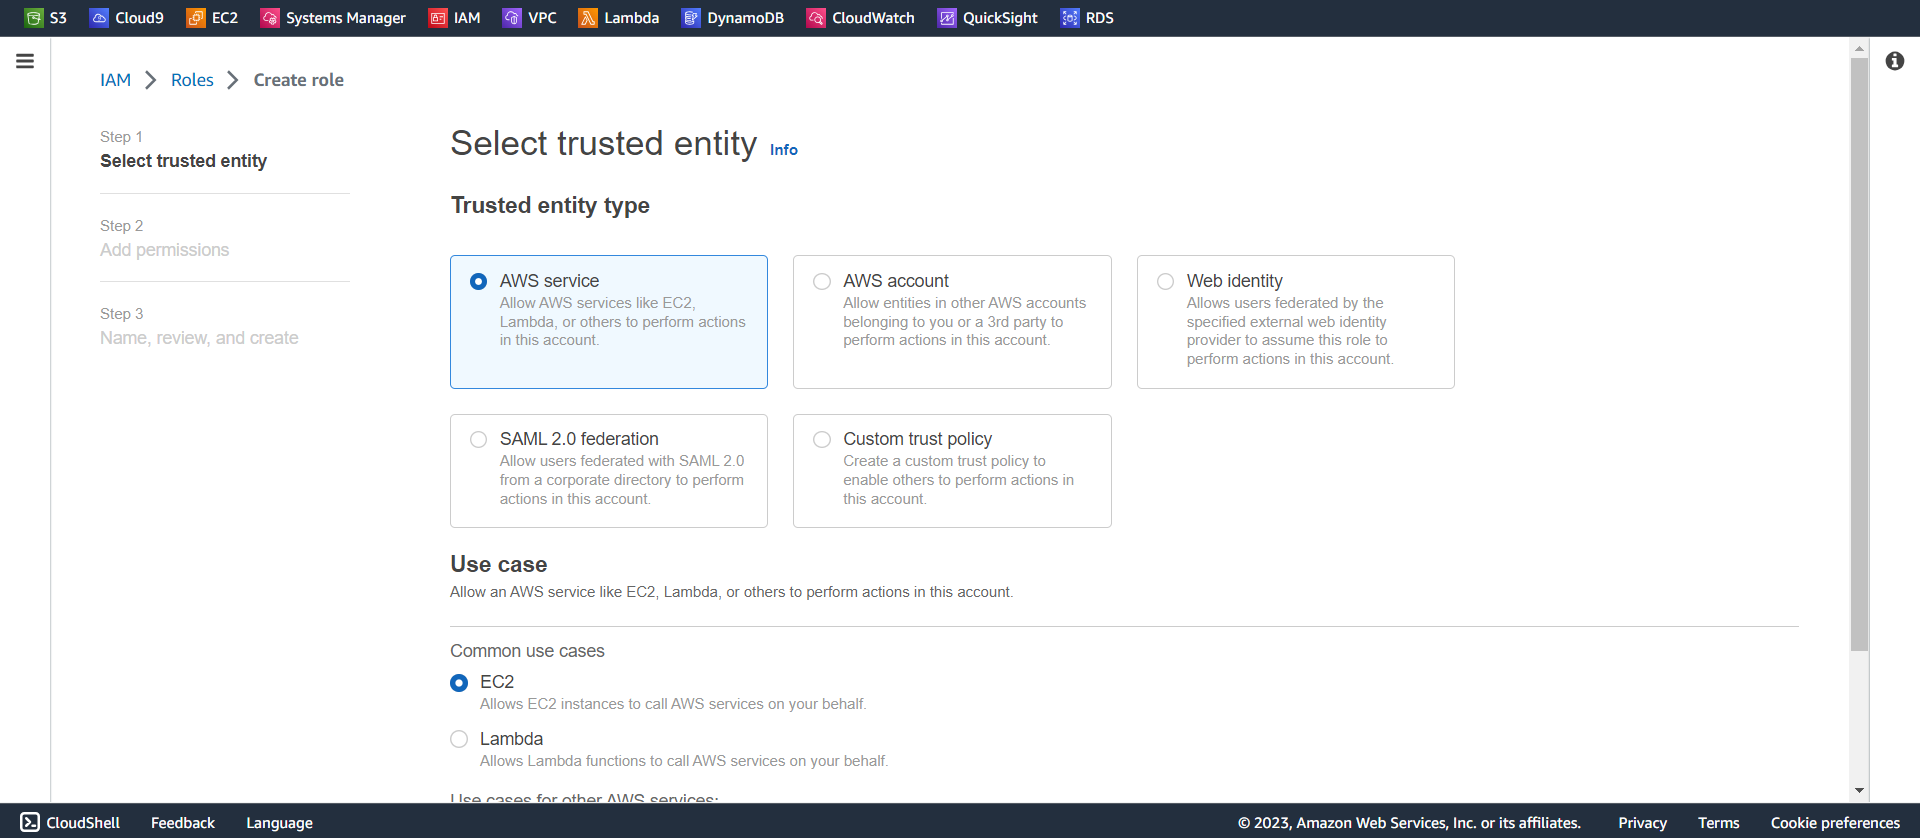 S3 Cloud9 EC2 Systems Manager IAM VPC Lambda DynamoDB CloudWatch QuickSight RDS
IAM Roles Create role
Step 1
Select trusted entity
Step 2
Add permissions
Step 3
Name, review, and create
Select trusted entity Info
Trusted entity type
AWS service
Allow AWS services like EC2,
Lambda, or others to perform actions
in this account.
AWS account
Allow entities in other AWS accounts
belonging to you or a 3rd party to
perform actions in this account.
Web identity
Allows users federated by the
specified external web identity
provider to assume this role to
perform actions in this account.
SAML 2.0 federation
Allow users federated with SAML 2.0
from a corporate directory to perform
actions in this account.
Custom trust policy
Create a custom trust policy to
enable others to perform actions in
this account.
Use case
Allow an AWS service like EC2, Lambda, or others to perform actions in this account.
Common use cases
EC2
Allows EC2 instances to call AWS services on your behalf.
Lambda
Allows Lambda functions to call AWS services on your behalf.
Use cases for other AWS services:
CloudShell Feedback Language © 2023, Amazon Web Services, Inc. or its affiliates. Privacy Terms Cookie preferences